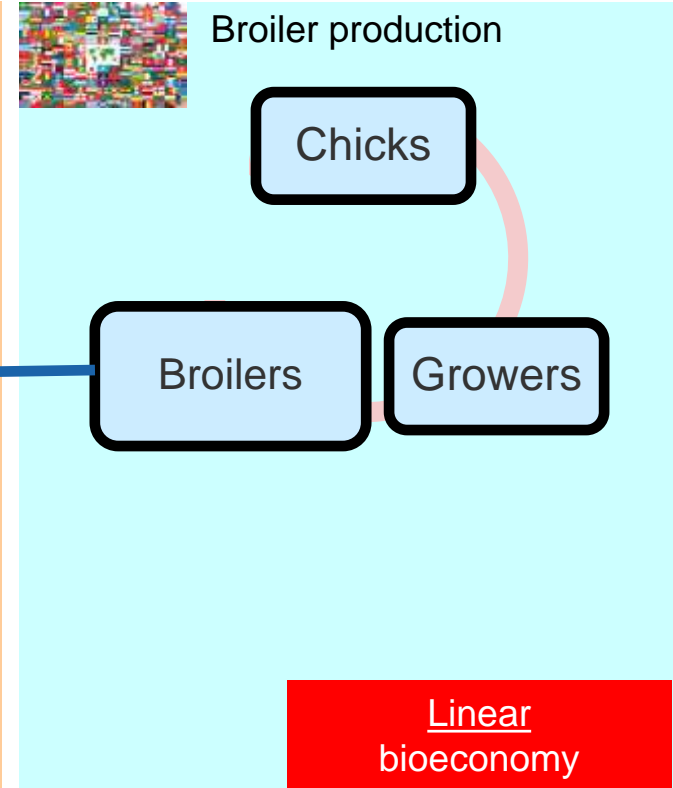 Broiler production
Chicks
Broilers
Growers
Linear
bioeconomy